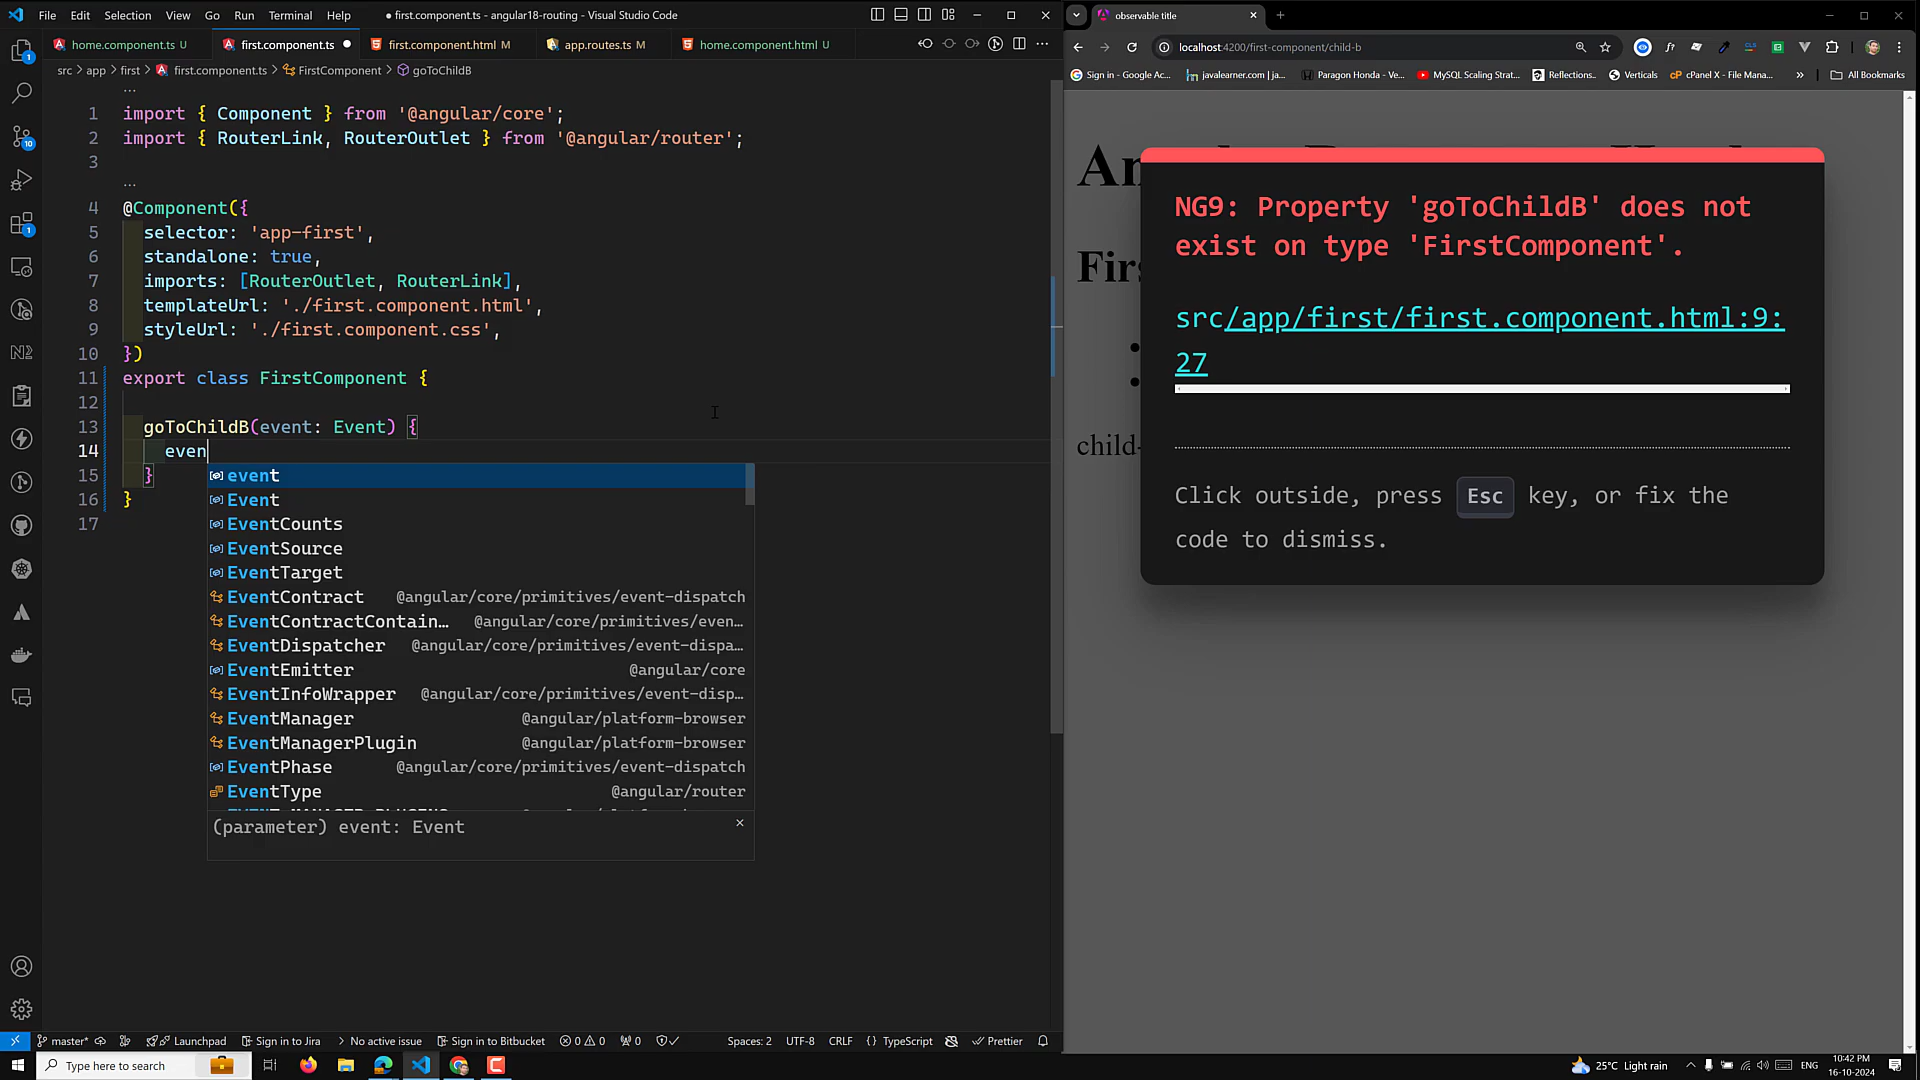 File Edit Selection View Go Run Terminal Help
● first.component.ts - angular18-routing - Visual Studio Code
home.component.ts U
first.component.ts ●
first.component.html M
app.routes.ts M
home.component.html U
src > app > first > first.component.ts > FirstComponent > goToChildB
...
1 import { Component } from '@angular/core';
2 import { RouterLink, RouterOutlet } from '@angular/router';
3
...
4 @Component({
5 selector: 'app-first',
6 standalone: true,
7 imports: [RouterOutlet, RouterLink],
8 templateUrl: './first.component.html',
9 styleUrl: './first.component.css',
10 })
11 export class FirstComponent {
12
13 goToChildB(event: Event) {
14 even
15 }
16 }
17
event
Event
EventCounts
EventSource
EventTarget
EventContract @angular/core/primitives/event-dispatch
EventContractContain… @angular/core/primitives/even…
EventDispatcher @angular/core/primitives/event-dispa…
EventEmitter @angular/core
EventInfoWrapper @angular/core/primitives/event-disp…
EventManager @angular/platform-browser
EventManagerPlugin @angular/platform-browser
EventPhase @angular/core/primitives/event-dispatch
EventType @angular/router
(parameter) event: Event
master* Launchpad Sign in to Jira No active issue Sign in to Bitbucket 0 0 0 Spaces: 2 UTF-8 CRLF {} TypeScript Prettier
observable title
localhost:4200/first-component/child-b
Sign in - Google Ac... javalearner.com | ja... Paragon Honda - Ve... MySQL Scaling Strat... Reflections.. Verticals cPanel X - File Mana... » All Bookmarks
An
Firs
child-
NG9: Property 'goToChildB' does not
exist on type 'FirstComponent'.
src/app/first/first.component.html:9:
27
Click outside, press Esc key, or fix the
code to dismiss.
Type here to search
25°C Light rain
ENG
10:42 PM
16-10-2024